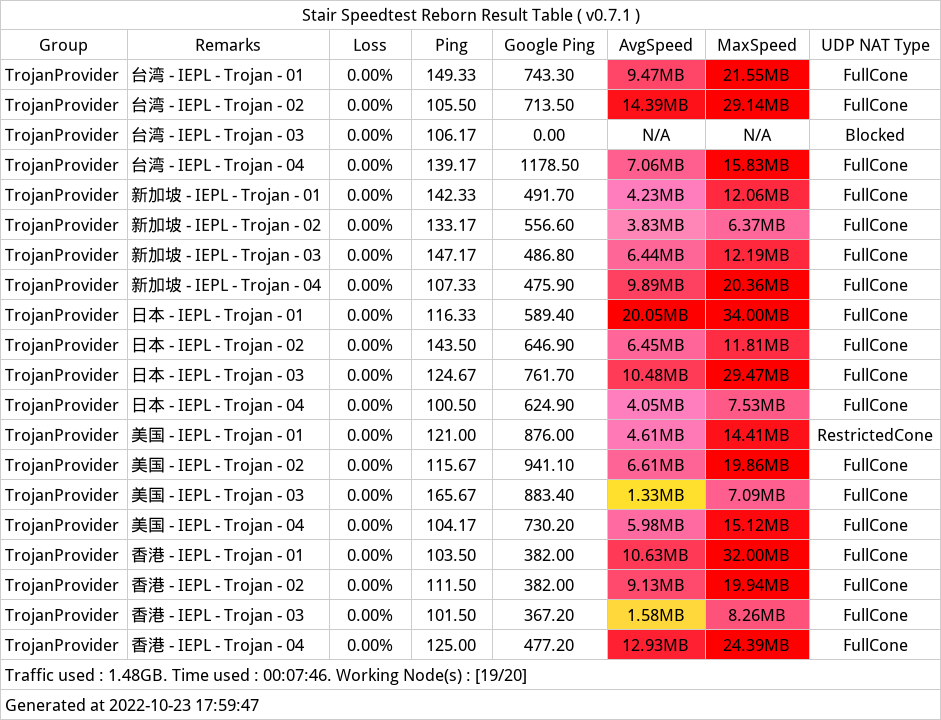 Stair Speedtest Reborn Result Table ( v0.7.1 )
Group Remarks Loss Ping Google Ping AvgSpeed MaxSpeed UDP NAT Type
TrojanProvider 台湾 - IEPL - Trojan - 01 0.00% 149.33 743.30 9.47MB 21.55MB FullCone
TrojanProvider 台湾 - IEPL - Trojan - 02 0.00% 105.50 713.50 14.39MB 29.14MB FullCone
TrojanProvider 台湾 - IEPL - Trojan - 03 0.00% 106.17 0.00 N/A N/A Blocked
TrojanProvider 台湾 - IEPL - Trojan - 04 0.00% 139.17 1178.50 7.06MB 15.83MB FullCone
TrojanProvider 新加坡 - IEPL - Trojan - 01 0.00% 142.33 491.70 4.23MB 12.06MB FullCone
TrojanProvider 新加坡 - IEPL - Trojan - 02 0.00% 133.17 556.60 3.83MB 6.37MB FullCone
TrojanProvider 新加坡 - IEPL - Trojan - 03 0.00% 147.17 486.80 6.44MB 12.19MB FullCone
TrojanProvider 新加坡 - IEPL - Trojan - 04 0.00% 107.33 475.90 9.89MB 20.36MB FullCone
TrojanProvider 日本 - IEPL - Trojan - 01 0.00% 116.33 589.40 20.05MB 34.00MB FullCone
TrojanProvider 日本 - IEPL - Trojan - 02 0.00% 143.50 646.90 6.45MB 11.81MB FullCone
TrojanProvider 日本 - IEPL - Trojan - 03 0.00% 124.67 761.70 10.48MB 29.47MB FullCone
TrojanProvider 日本 - IEPL - Trojan - 04 0.00% 100.50 624.90 4.05MB 7.53MB FullCone
TrojanProvider 美国 - IEPL - Trojan - 01 0.00% 121.00 876.00 4.61MB 14.41MB RestrictedCone
TrojanProvider 美国 - IEPL - Trojan - 02 0.00% 115.67 941.10 6.61MB 19.86MB FullCone
TrojanProvider 美国 - IEPL - Trojan - 03 0.00% 165.67 883.40 1.33MB 7.09MB FullCone
TrojanProvider 美国 - IEPL - Trojan - 04 0.00% 104.17 730.20 5.98MB 15.12MB FullCone
TrojanProvider 香港 - IEPL - Trojan - 01 0.00% 103.50 382.00 10.63MB 32.00MB FullCone
TrojanProvider 香港 - IEPL - Trojan - 02 0.00% 111.50 382.00 9.13MB 19.94MB FullCone
TrojanProvider 香港 - IEPL - Trojan - 03 0.00% 101.50 367.20 1.58MB 8.26MB FullCone
TrojanProvider 香港 - IEPL - Trojan - 04 0.00% 125.00 477.20 12.93MB 24.39MB FullCone
Traffic used : 1.48GB. Time used : 00:07:46. Working Node(s) : [19/20]
Generated at 2022-10-23 17:59:47